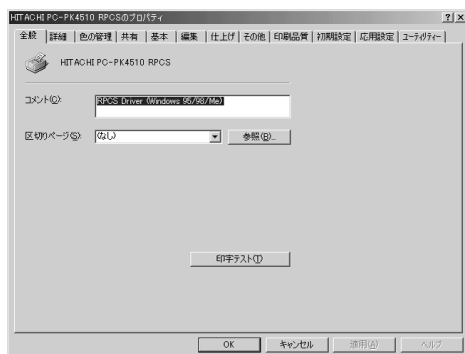 HITACHI PC-PK4510 RPCSのプロパティ
全般 詳細 色の管理 共有 基本 編集 仕上げ その他 印刷品質 初期設定 応用設定 ユーティリティー
HITACHI PC-PK4510 RPCS
コメント(C):
RPCS Driver (Windows 95/98/Me)
区切りページ(S): (なし) 参照(B)...
印字テスト(T)
OK キャンセル 適用(A) ヘルプ